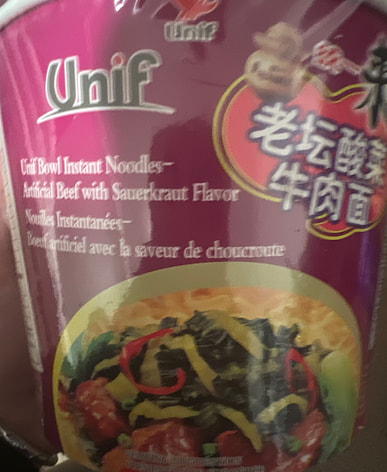 Unif
Unif
老坛酸菜
牛肉面
Unif Bowl Instant Noodles-
Artificial Beef with Sauerkraut Flavor
Nouilles Instantanées-
Boeuf artificiel avec la saveur de choucroute